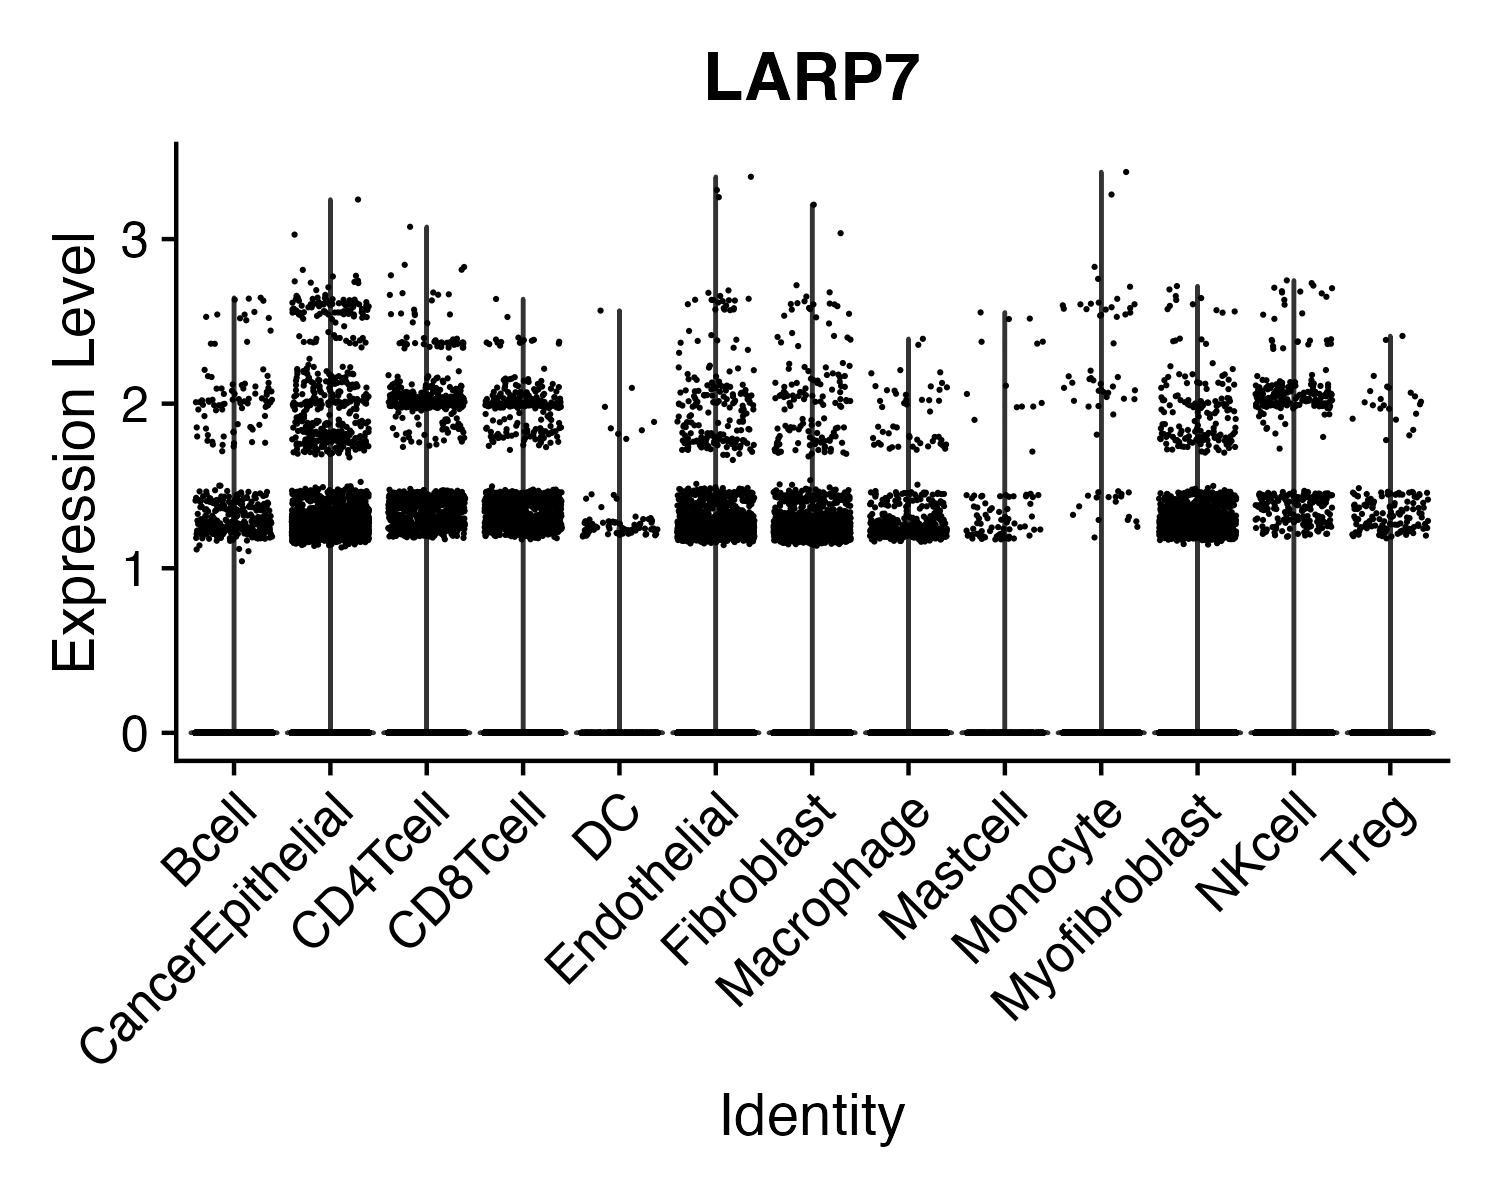 LARP7
Expression Level
3
2
1
0
Bcell
CancerEpithelial
CD4Tcell
CD8Tcell
DC
Endothelial
Fibroblast
Macrophage
Mastcell
Monocyte
Myofibroblast
NKcell
Treg
Identity